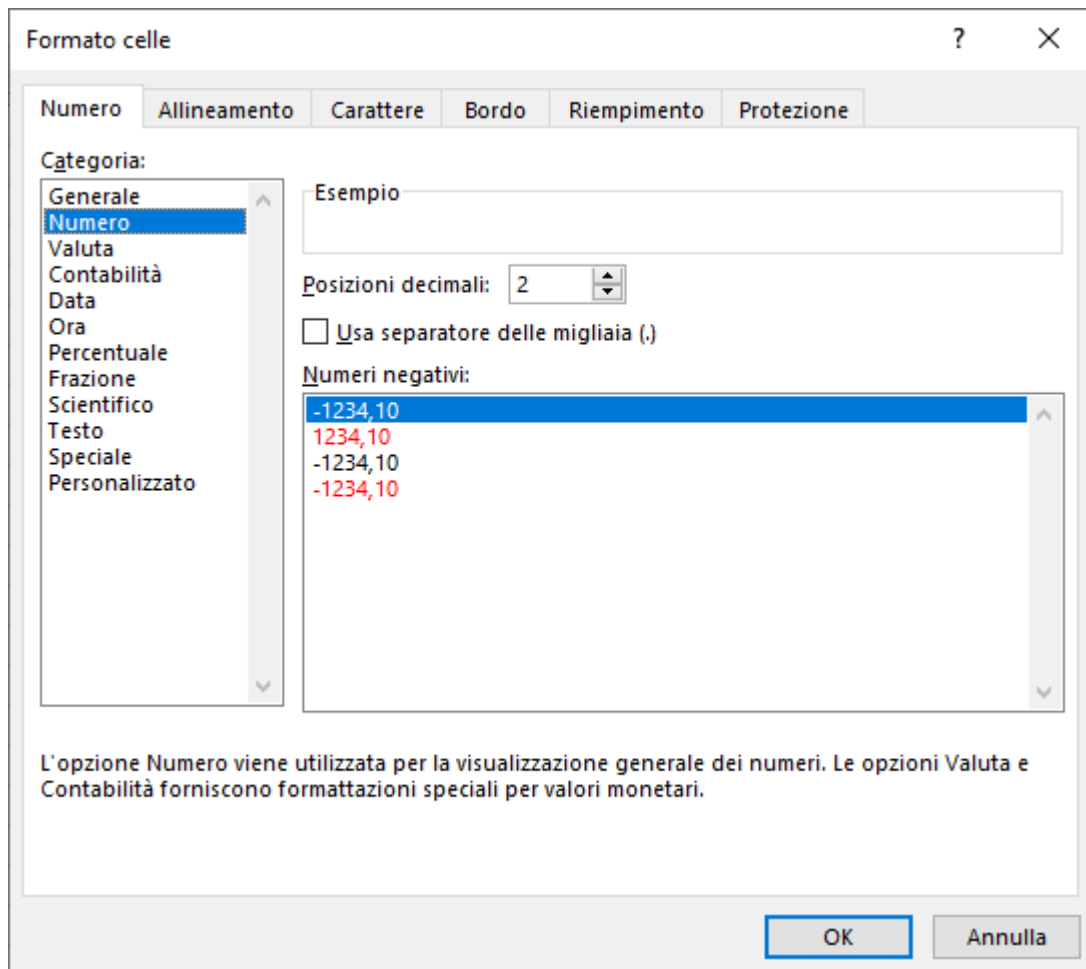 Formato celle
Numero Allineamento Carattere Bordo Riempimento Protezione
Categoria:
Generale
Numero
Valuta
Contabilità
Data
Ora
Percentuale
Frazione
Scientifico
Testo
Speciale
Personalizzato
Esempio
Posizioni decimali: 2
Usa separatore delle migliaia (.)
Numeri negativi:
-1234,10
1234,10
-1234,10
-1234,10
L'opzione Numero viene utilizzata per la visualizzazione generale dei numeri. Le opzioni Valuta e
Contabilità forniscono formattazioni speciali per valori monetari.
OK Annulla